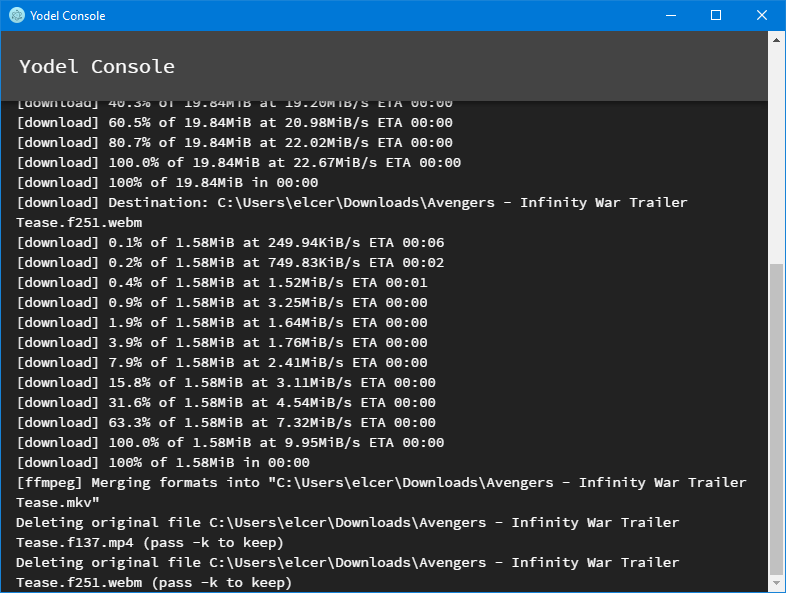 Yodel Console
Yodel Console
[download] 40.3% of 19.84MiB at 19.20MiB/s ETA 00:00
[download] 60.5% of 19.84MiB at 20.98MiB/s ETA 00:00
[download] 80.7% of 19.84MiB at 22.02MiB/s ETA 00:00
[download] 100.0% of 19.84MiB at 22.67MiB/s ETA 00:00
[download] 100% of 19.84MiB in 00:00
[download] Destination: C:\Users\elcer\Downloads\Avengers - Infinity War Trailer
Tease.f251.webm
[download] 0.1% of 1.58MiB at 249.94KiB/s ETA 00:06
[download] 0.2% of 1.58MiB at 749.83KiB/s ETA 00:02
[download] 0.4% of 1.58MiB at 1.52MiB/s ETA 00:01
[download] 0.9% of 1.58MiB at 3.25MiB/s ETA 00:00
[download] 1.9% of 1.58MiB at 1.64MiB/s ETA 00:00
[download] 3.9% of 1.58MiB at 1.76MiB/s ETA 00:00
[download] 7.9% of 1.58MiB at 2.41MiB/s ETA 00:00
[download] 15.8% of 1.58MiB at 3.11MiB/s ETA 00:00
[download] 31.6% of 1.58MiB at 4.54MiB/s ETA 00:00
[download] 63.3% of 1.58MiB at 7.32MiB/s ETA 00:00
[download] 100.0% of 1.58MiB at 9.95MiB/s ETA 00:00
[download] 100% of 1.58MiB in 00:00
[ffmpeg] Merging formats into "C:\Users\elcer\Downloads\Avengers - Infinity War Trailer
Tease.mkv"
Deleting original file C:\Users\elcer\Downloads\Avengers - Infinity War Trailer
Tease.f137.mp4 (pass -k to keep)
Deleting original file C:\Users\elcer\Downloads\Avengers - Infinity War Trailer
Tease.f251.webm (pass -k to keep)